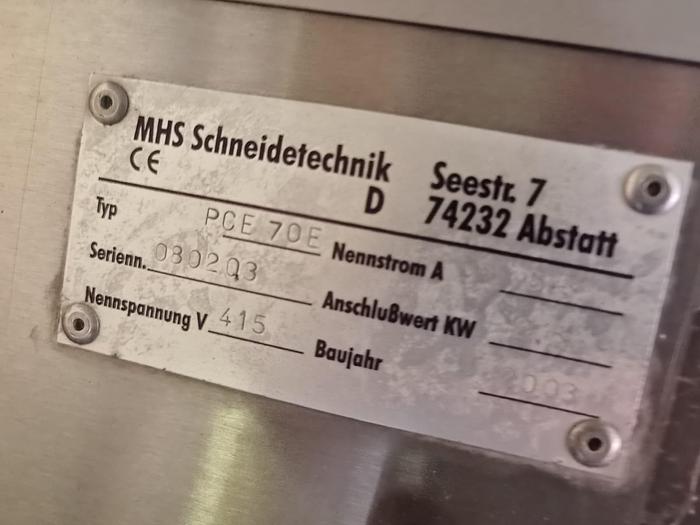 MHS Schneidetechnik Seestr. 7
CE D 74232 Abstatt
Typ PCE 70E Nennstrom A
Serienn. 080203 Anschlußwert KW
Nennspannung V 415 Baujahr 2003